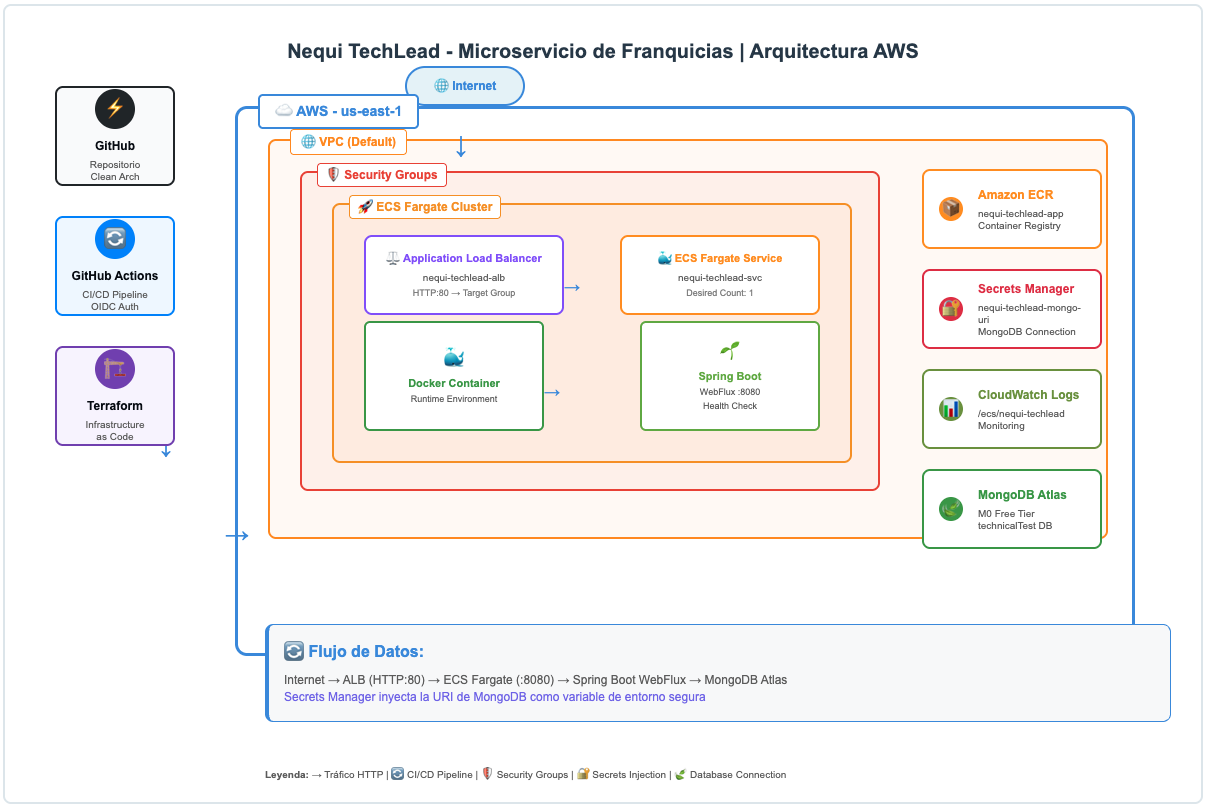 Nequi TechLead - Microservicio de Franquicias | Arquitectura AWS
Internet
AWS - us-east-1
VPC (Default)
Security Groups
ECS Fargate Cluster
GitHub
Repositorio
Clean Arch
GitHub Actions
CI/CD Pipeline
OIDC Auth
Terraform
Infrastructure
as Code
Application Load Balancer
nequi-techlead-alb
HTTP:80 → Target Group
ECS Fargate Service
nequi-techlead-svc
Desired Count: 1
Docker Container
Runtime Environment
Spring Boot
WebFlux :8080
Health Check
Amazon ECR
nequi-techlead-app
Container Registry
Secrets Manager
nequi-techlead-mongo-
uri
MongoDB Connection
CloudWatch Logs
/ecs/nequi-techlead
Monitoring
MongoDB Atlas
M0 Free Tier
technicalTest DB
Flujo de Datos:
Internet → ALB (HTTP:80) → ECS Fargate (:8080) → Spring Boot WebFlux → MongoDB Atlas
Secrets Manager inyecta la URI de MongoDB como variable de entorno segura
Leyenda: → Tráfico HTTP | 🔄 CI/CD Pipeline | 🛡️ Security Groups | 🔐 Secrets Injection | 🍃 Database Connection